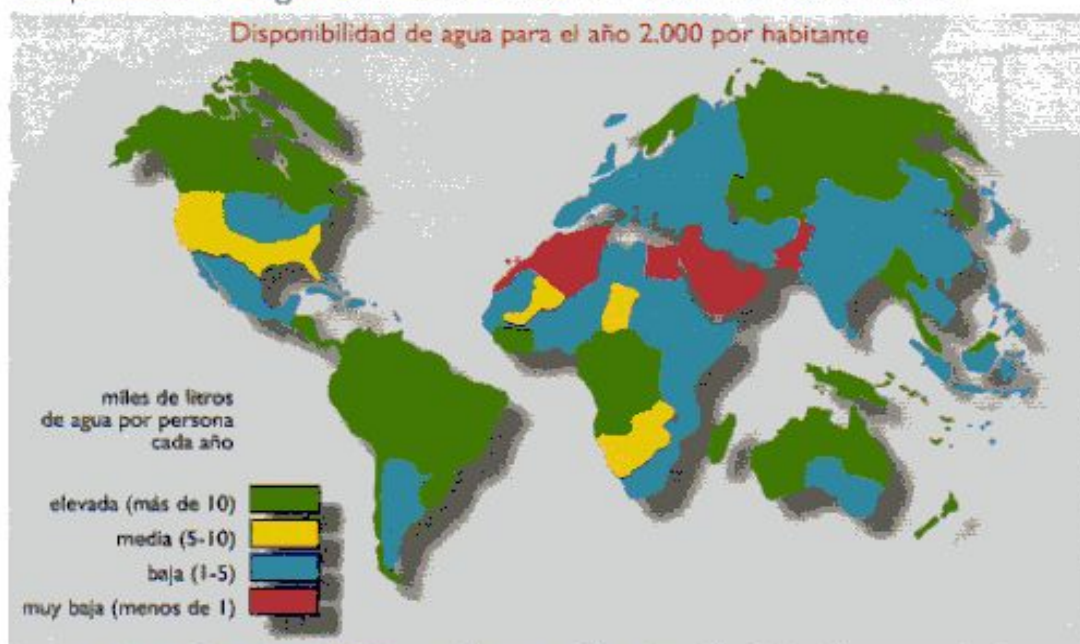 Disponibilidad de agua para el año 2.000 por habitante
miles de litros
de agua por persona
cada año
elevada (más de 10)
media (5-10)
baja (1-5)
muy baja (menos de 1)